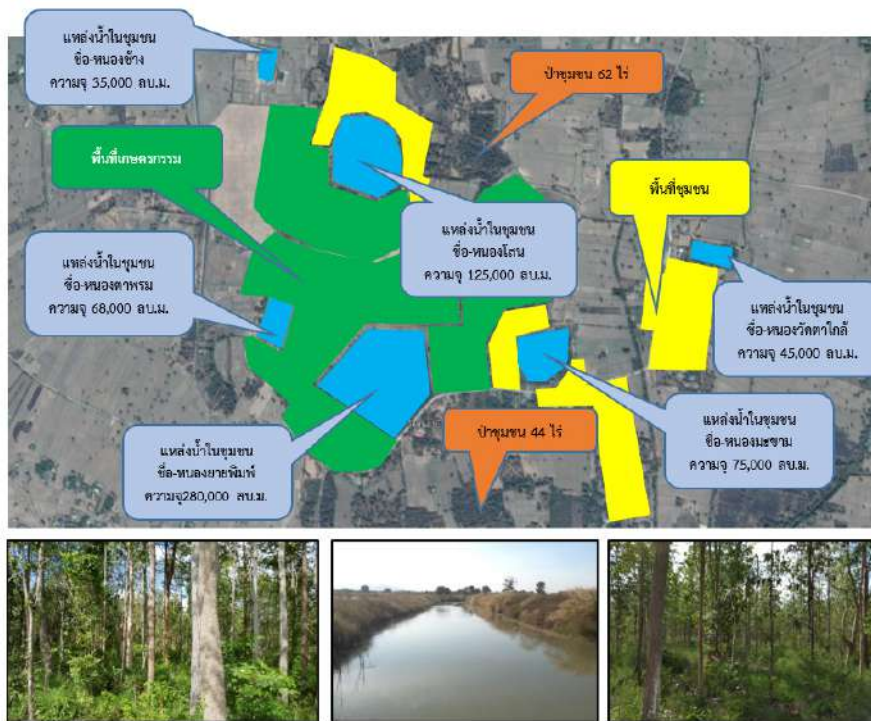 แหล่งน้ำในชุมชน
ชื่อ-หนองช้าง
ความจุ 35,000 ลบ.ม.
ป่าชุมชน 62 ไร่
พื้นที่เกษตรกรรม
พื้นที่ชุมชน
แหล่งน้ำในชุมชน
ชื่อ-หนองโสน
ความจุ 125,000 ลบ.ม.
แหล่งน้ำในชุมชน
ชื่อ-หนองตาพรม
ความจุ 68,000 ลบ.ม.
แหล่งน้ำในชุมชน
ชื่อ-หนองวัดตาใกล้
ความจุ 45,000 ลบ.ม.
แหล่งน้ำในชุมชน
ชื่อ-หนองยายพิมพ์
ความจุ280,000 ลบ.ม.
ป่าชุมชน 44 ไร่
แหล่งน้ำในชุมชน
ชื่อ-หนองมะขาม
ความจุ 75,000 ลบ.ม.